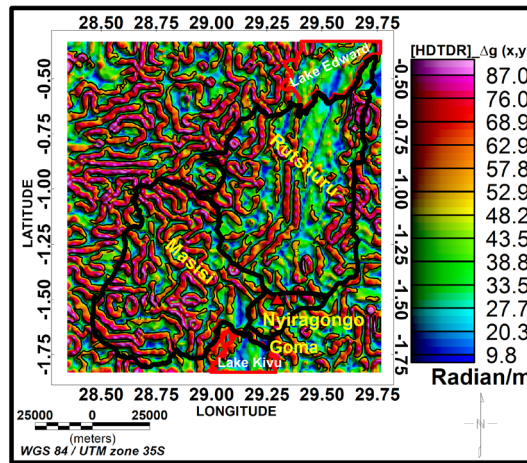 28.50 28.75 29.00 29.25 29.50 29.75
[HDTDR]_Δg (x,y
LATITUDE
-0.50 -0.75 -1.00 -1.25 -1.50 -1.75
Lake Edward
Rutshuru
Masisi
Nyiragongo
Goma
Lake Kivu
-0.50 -0.75 -1.00 -1.25 -1.50 -1.75
87.0
76.0
68.9
62.8
57.8
52.9
48.2
43.5
38.8
33.5
27.7
20.3
9.8
Radian/m
28.50 28.75 29.00 29.25 29.50 29.75
LONGITUDE
25000 0 25000
(meters)
WGS 84 / UTM zone 35S
N